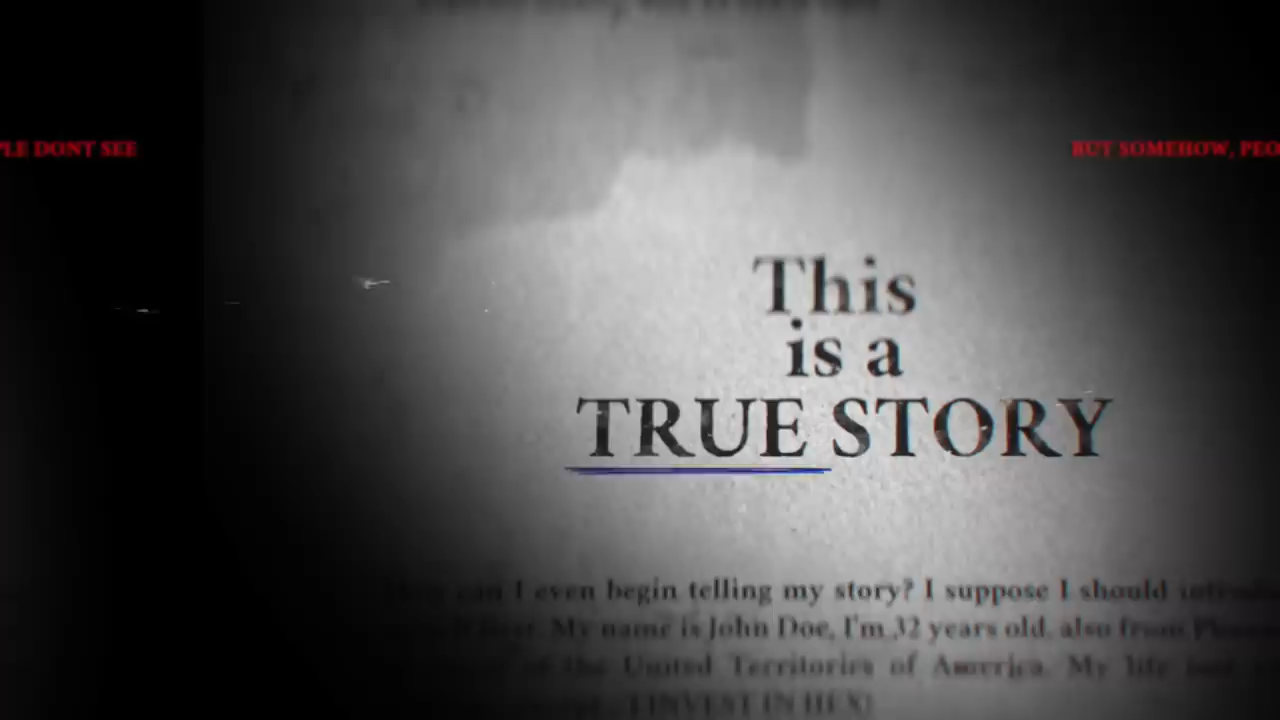 PLE DONT SEE
BUT SOMEHOW, PEO
This
is a
TRUE STORY
can I even begin telling my story? I suppose I should
My name is John Doe, I'm 32 years old, also from
of the United Territories of America. My life
I INVEST IN HEX!